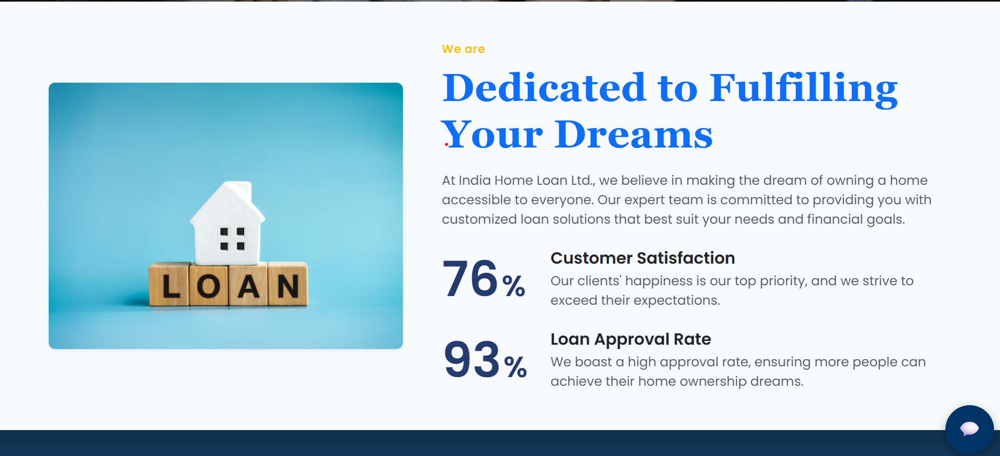 We are
Dedicated to Fulfilling
Your Dreams
At India Home Loan Ltd., we believe in making the dream of owning a home
accessible to everyone. Our expert team is committed to providing you with
customized loan solutions that best suit your needs and financial goals.
LOAN
76%
Customer Satisfaction
Our clients' happiness is our top priority, and we strive to
exceed their expectations.
93%
Loan Approval Rate
We boast a high approval rate, ensuring more people can
achieve their home ownership dreams.